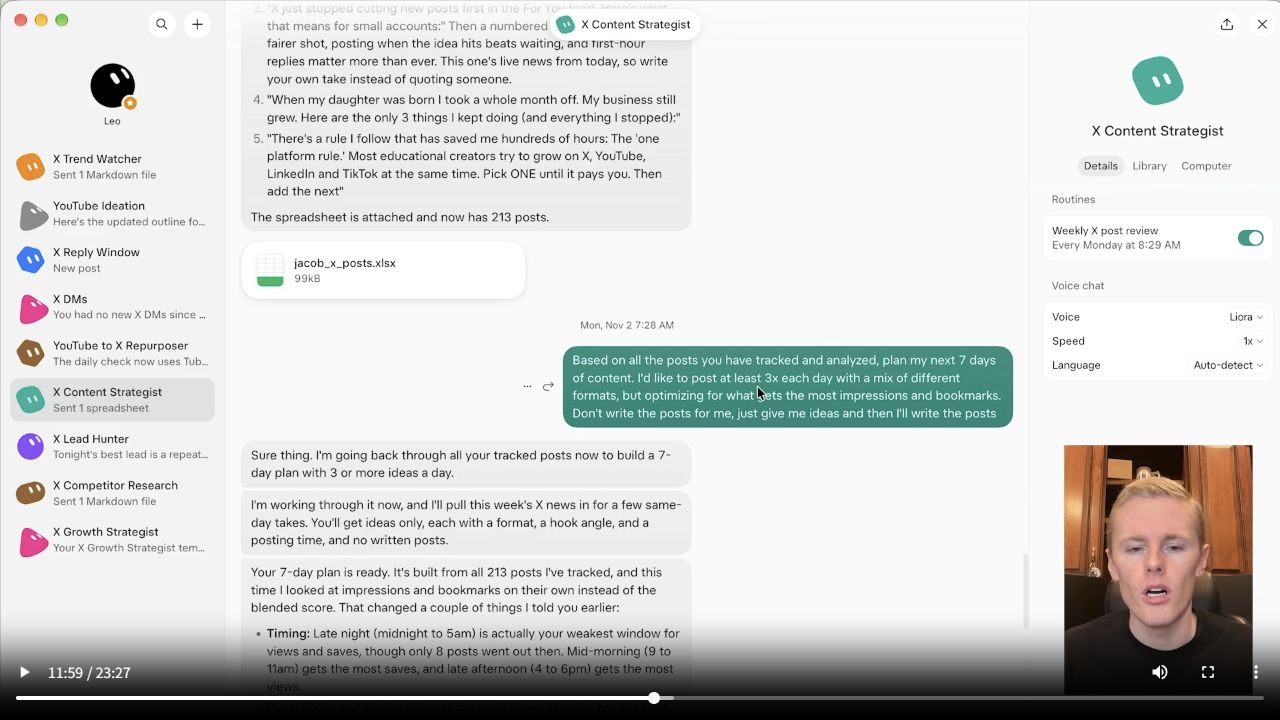 X Content Strategist
Leo
X Trend Watcher
Sent 1 Markdown file
YouTube Ideation
Here's the updated outline fo...
X Reply Window
New post
X DMs
You had no new X DMs since ...
YouTube to X Repurposer
The daily check now uses Tub...
X Content Strategist
Sent 1 spreadsheet
X Lead Hunter
Tonight's best lead is a repeat...
X Competitor Research
Sent 1 Markdown file
X Growth Strategist
Your X Growth Strategist tem...
3. "X just stopped cutting new posts first in the For You feed. Here's what
that means for small accounts:" Then a numbered
fairer shot, posting when the idea hits beats waiting, and first-hour
replies matter more than ever. This one's live news from today, so write
your own take instead of quoting someone.
4. "When my daughter was born I took a whole month off. My business still
grew. Here are the only 3 things I kept doing (and everything I stopped):"
5. "There's a rule I follow that has saved me hundreds of hours: The 'one
platform rule.' Most educational creators try to grow on X, YouTube,
LinkedIn and TikTok at the same time. Pick ONE until it pays you. Then
add the next"
The spreadsheet is attached and now has 213 posts.
jacob_x_posts.xlsx
99kB
Mon, Nov 2 7:28 AM
Based on all the posts you have tracked and analyzed, plan my next 7 days
of content. I'd like to post at least 3x each day with a mix of different
formats, but optimizing for what gets the most impressions and bookmarks.
Don't write the posts for me, just give me ideas and then I'll write the posts
Sure thing. I'm going back through all your tracked posts now to build a 7-
day plan with 3 or more ideas a day.
I'm working through it now, and I'll pull this week's X news in for a few same-
day takes. You'll get ideas only, each with a format, a hook angle, and a
posting time, and no written posts.
Your 7-day plan is ready. It's built from all 213 posts I've tracked, and this
time I looked at impressions and bookmarks on their own instead of the
blended score. That changed a couple of things I told you earlier:
• Timing: Late night (midnight to 5am) is actually your weakest window for
views and saves, though only 8 posts went out then. Mid-morning (9 to
11am) gets the most saves, and late afternoon (4 to 6pm) gets the most
views.
X Content Strategist
Details Library Computer
Routines
Weekly X post review
Every Monday at 8:29 AM
Voice chat
Voice Liora
Speed 1x
Language Auto-detect
11:59 / 23:27